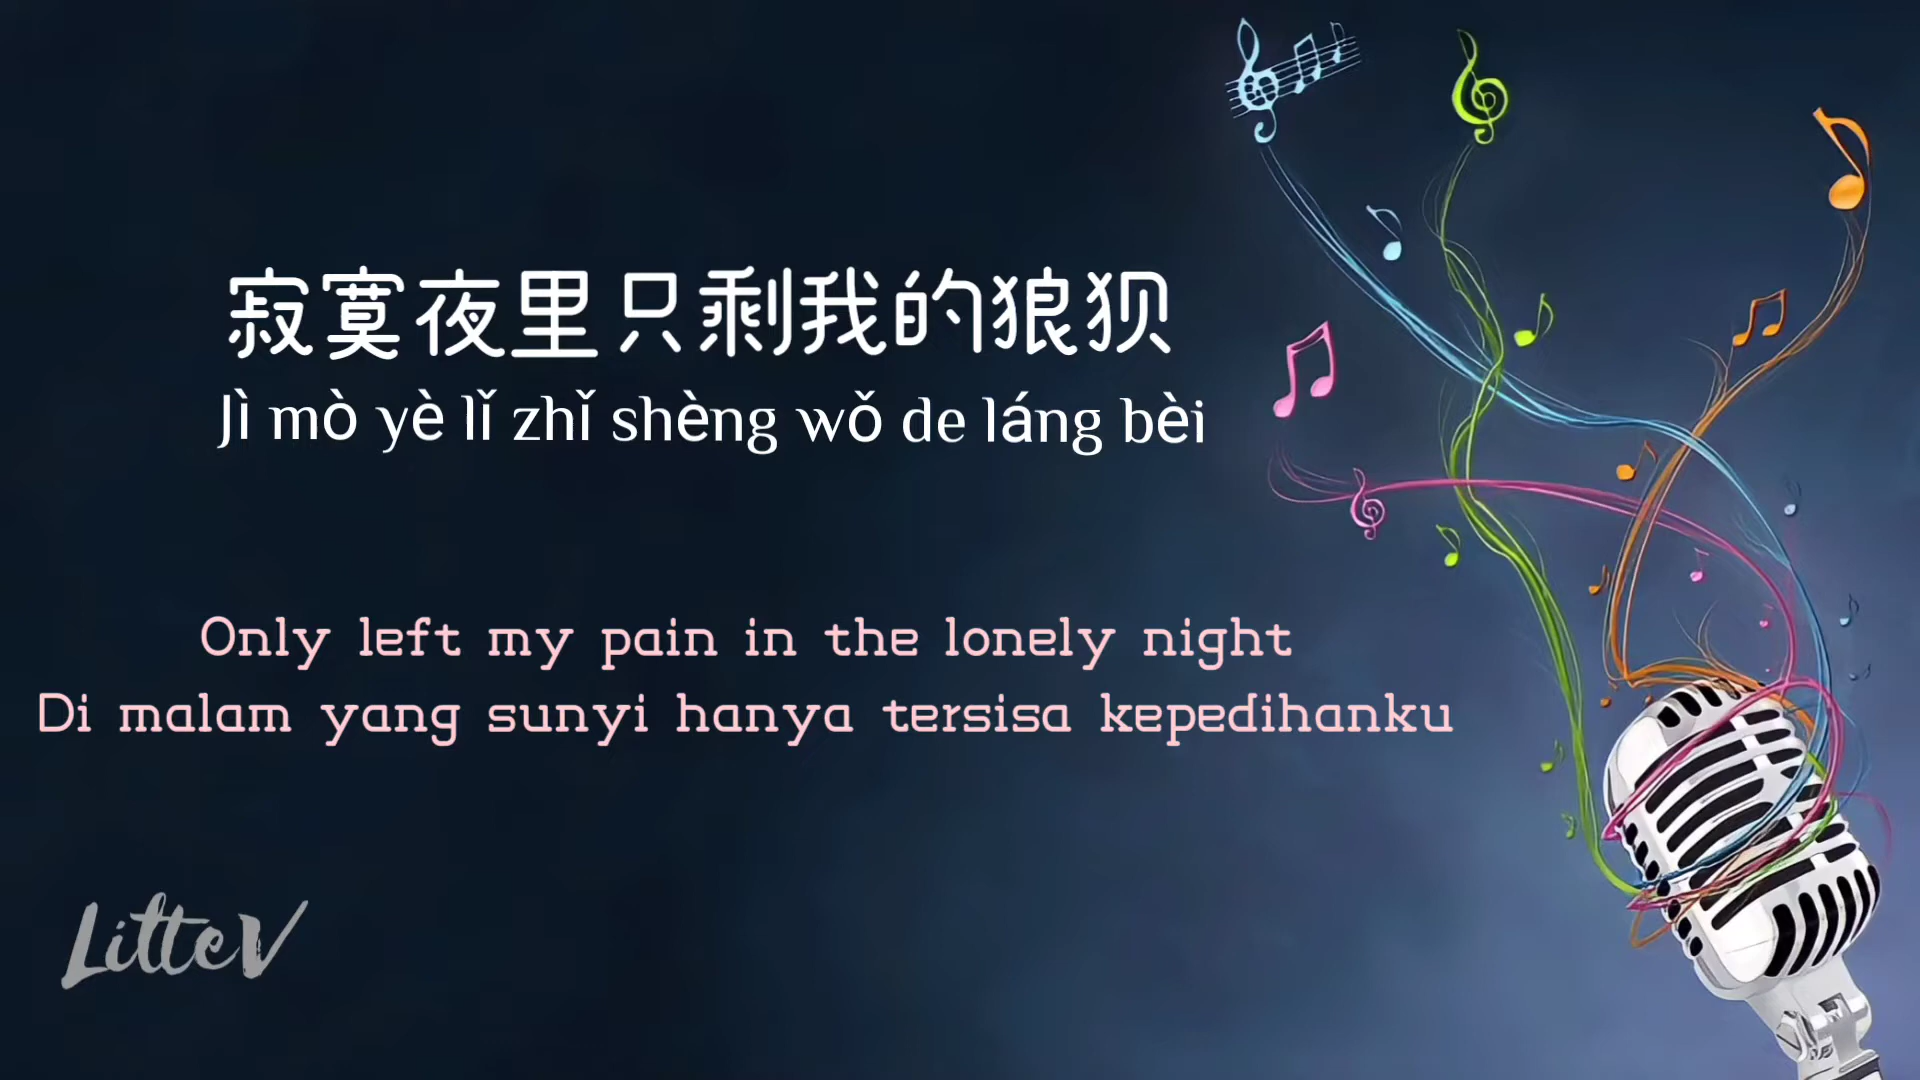 寂寞夜里只剩我的狼狈
Jì mò yè lǐ zhǐ shèng wǒ de láng bèi
Only left my pain in the lonely night
Di malam yang sunyi hanya tersisa kepedihanku
LitteV